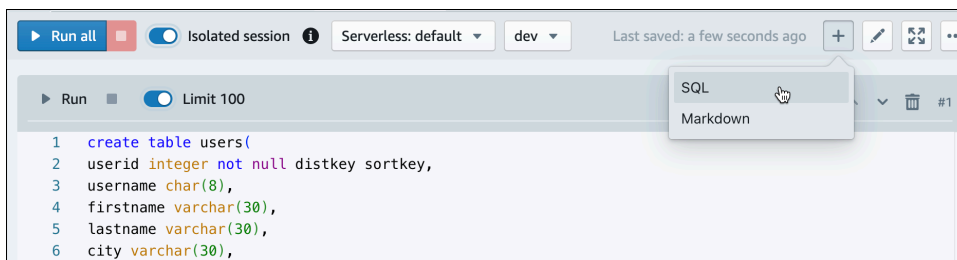 Run all Isolated session Serverless: default dev Last saved: a few seconds ago
SQL
Markdown
Run Limit 100 #1
1 create table users(
2 userid integer not null distkey sortkey,
3 username char(8),
4 firstname varchar(30),
5 lastname varchar(30),
6 city varchar(30),